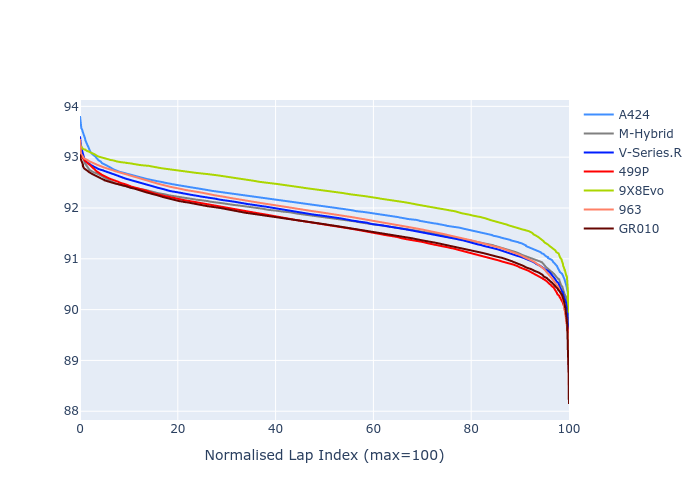 94
93
92
91
90
89
88
0 20 40 60 80 100
Normalised Lap Index (max=100)
A424
M-Hybrid
V-Series.R
499P
9X8Evo
963
GR010